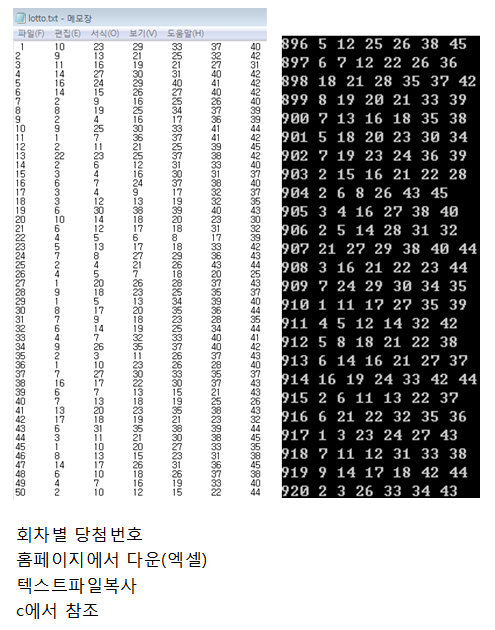 lotto.txt - 메모장
파일(F) 편집(E) 서식(O) 보기(V) 도움말(H)
1 10 23 29 33 37 40
2 9 13 21 25 32 42
3 11 16 19 21 27 31
4 14 27 30 31 40 42
5 16 24 29 40 41 42
6 14 15 26 27 40 42
7 2 9 16 25 26 40
8 8 19 25 34 37 39
9 2 4 16 17 36 39
10 9 25 30 33 41 44
11 1 7 36 37 41 42
12 2 11 21 25 39 45
13 22 23 25 37 38 42
14 2 6 12 31 33 40
15 3 4 16 30 31 37
16 6 7 24 37 38 40
17 3 4 9 17 32 37
18 3 12 13 19 32 35
19 6 30 38 39 40 43
20 10 14 18 20 23 30
21 6 12 17 18 31 32
22 4 5 6 8 17 39
23 5 13 17 18 33 42
24 7 8 27 29 36 43
25 2 4 21 26 43 44
26 4 5 7 18 20 25
27 1 20 26 28 37 43
28 9 18 23 25 35 37
29 1 5 13 34 39 40
30 8 17 20 35 36 44
31 7 9 18 23 28 35
32 6 14 19 25 34 44
33 4 7 32 33 40 41
34 9 26 35 37 40 42
35 2 3 11 26 37 43
36 1 10 23 26 28 40
37 7 27 30 33 35 37
38 16 17 22 30 37 43
39 6 7 13 15 21 43
40 7 13 18 19 25 26
41 13 20 23 35 38 43
42 17 18 19 21 23 32
43 6 31 35 38 39 44
44 3 11 21 30 38 45
45 1 10 20 27 33 35
46 8 13 15 23 31 38
47 14 17 26 31 36 45
48 6 10 18 26 37 38
49 4 7 16 19 33 40
50 2 10 12 15 22 44
896 5 12 25 26 38 45
897 6 7 12 22 26 36
898 18 21 28 35 37 42
899 8 19 20 21 33 39
900 7 13 16 18 35 38
901 5 18 20 23 30 34
902 7 19 23 24 36 39
903 2 15 16 21 22 28
904 2 6 8 26 43 45
905 3 4 16 27 38 40
906 2 5 14 28 31 32
907 21 27 29 38 40 44
908 3 16 21 22 23 44
909 7 24 29 30 34 35
910 1 11 17 27 35 39
911 4 5 12 14 32 42
912 5 8 18 21 22 38
913 6 14 16 21 27 37
914 16 19 24 33 42 44
915 2 6 11 13 22 37
916 6 21 22 32 35 36
917 1 3 23 24 27 43
918 7 11 12 31 33 38
919 9 14 17 18 42 44
920 2 3 26 33 34 43
회차별 당첨번호
홈페이지에서 다운(엑셀)
텍스트파일복사
c에서 참조